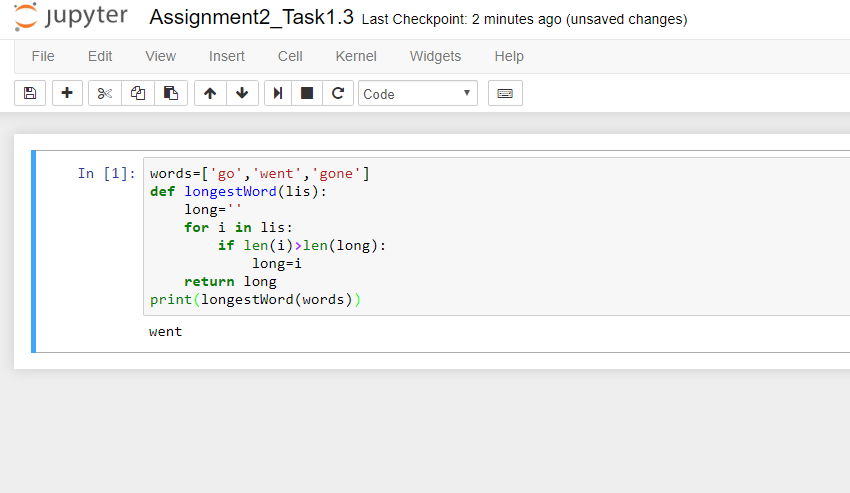 jupyter Assignment2_Task1.3 Last Checkpoint: 2 minutes ago (unsaved changes)
File Edit View Insert Cell Kernel Widgets Help
Code
In [1]: words=['go','went','gone']
def longestWord(lis):
    long=''
    for i in lis:
        if len(i)>len(long):
            long=i
    return long
print(longestWord(words))
went